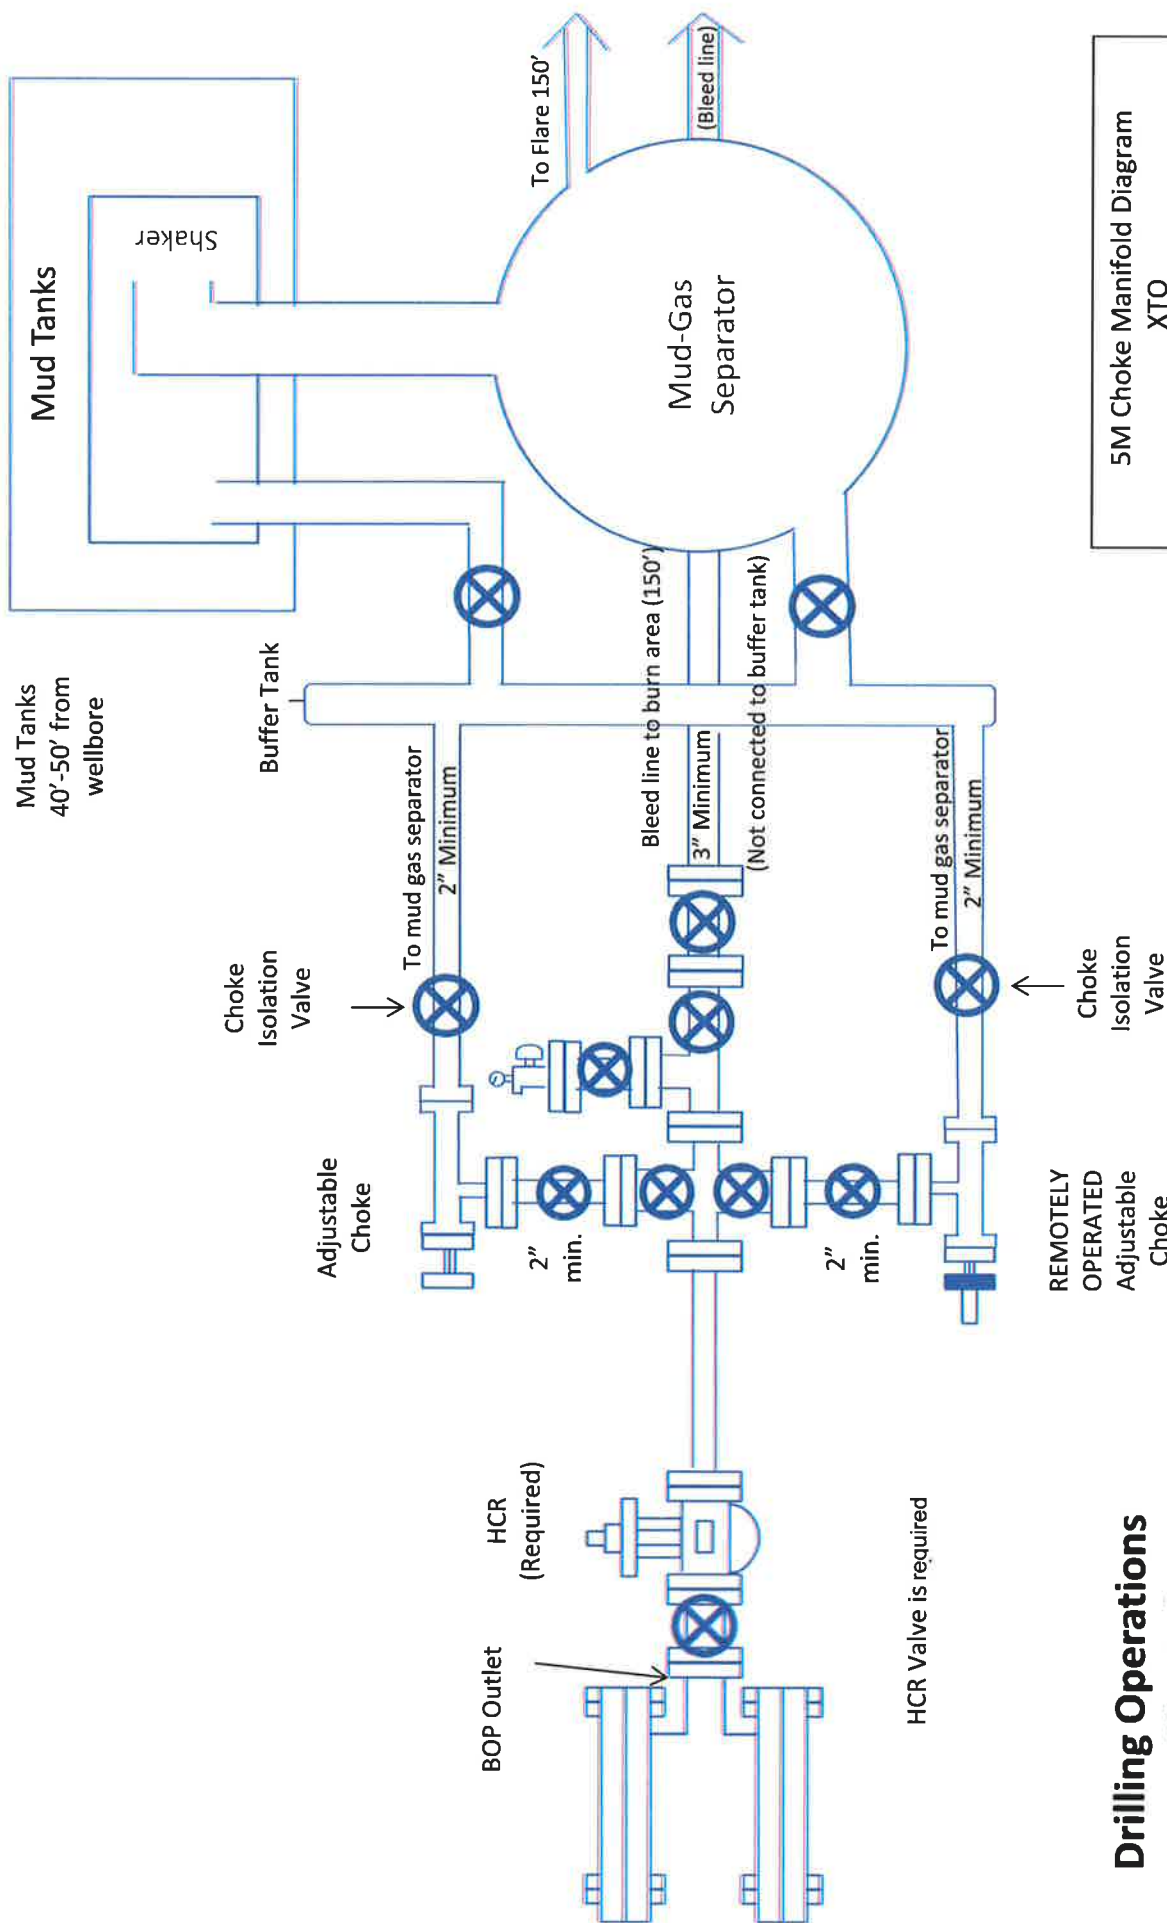 Mud Tanks
40'-50' from
wellbore
Mud Tanks
Shaker
Buffer Tank
To Flare 150'
(Bleed line)
Mud-Gas
Separator
Choke
Isolation
Valve
To mud gas separator
2" Minimum
Bleed line to burn area (150')
3" Minimum
(Not connected to buffer tank)
To mud gas separator
2" Minimum
Choke
Isolation
Valve
Adjustable
Choke
2"
min.
2"
min.
REMOTELY
OPERATED
Adjustable
Choke
HCR
(Required)
BOP Outlet
HCR Valve is required
Drilling Operations
5M Choke Manifold Diagram
XTO